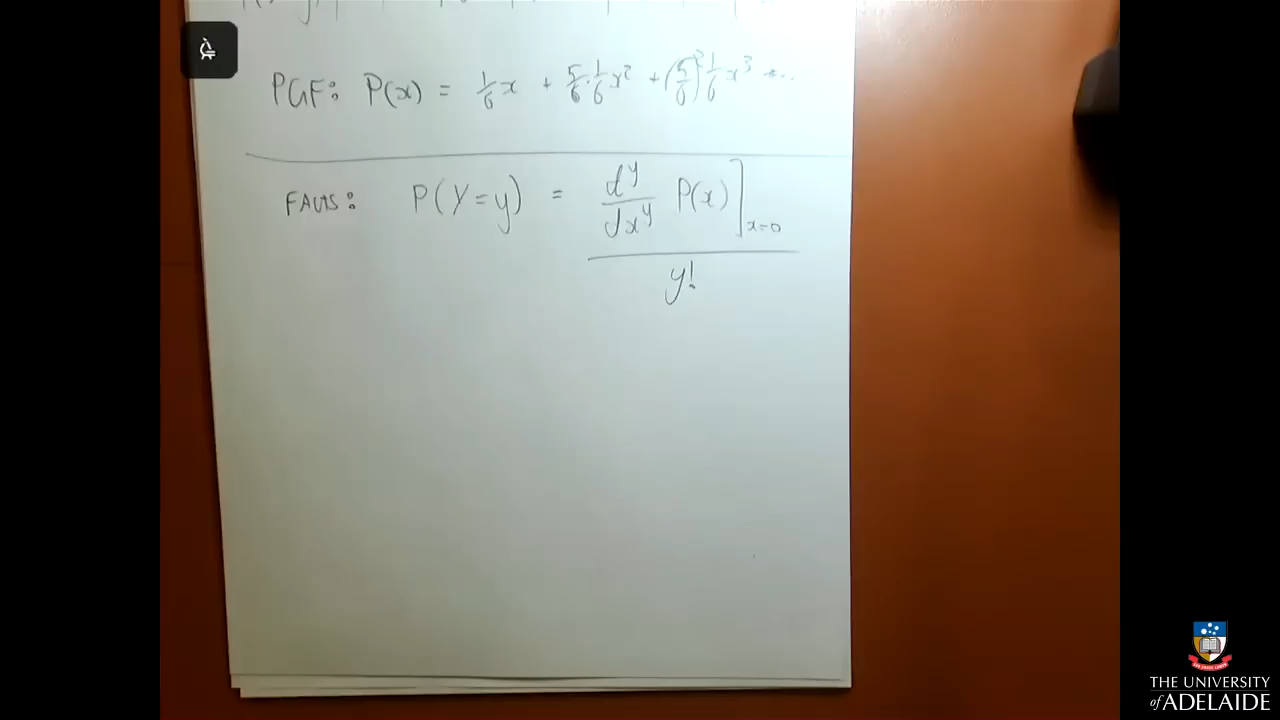 PGF: P(x) = 1/6 x + 5/6 · 1/6 x² + (5/6)² 1/6 x³ + ...
FACTS: P(Y=y) = d^y/dx^y P(x)]_{x=0}
y!
THE UNIVERSITY
of ADELAIDE